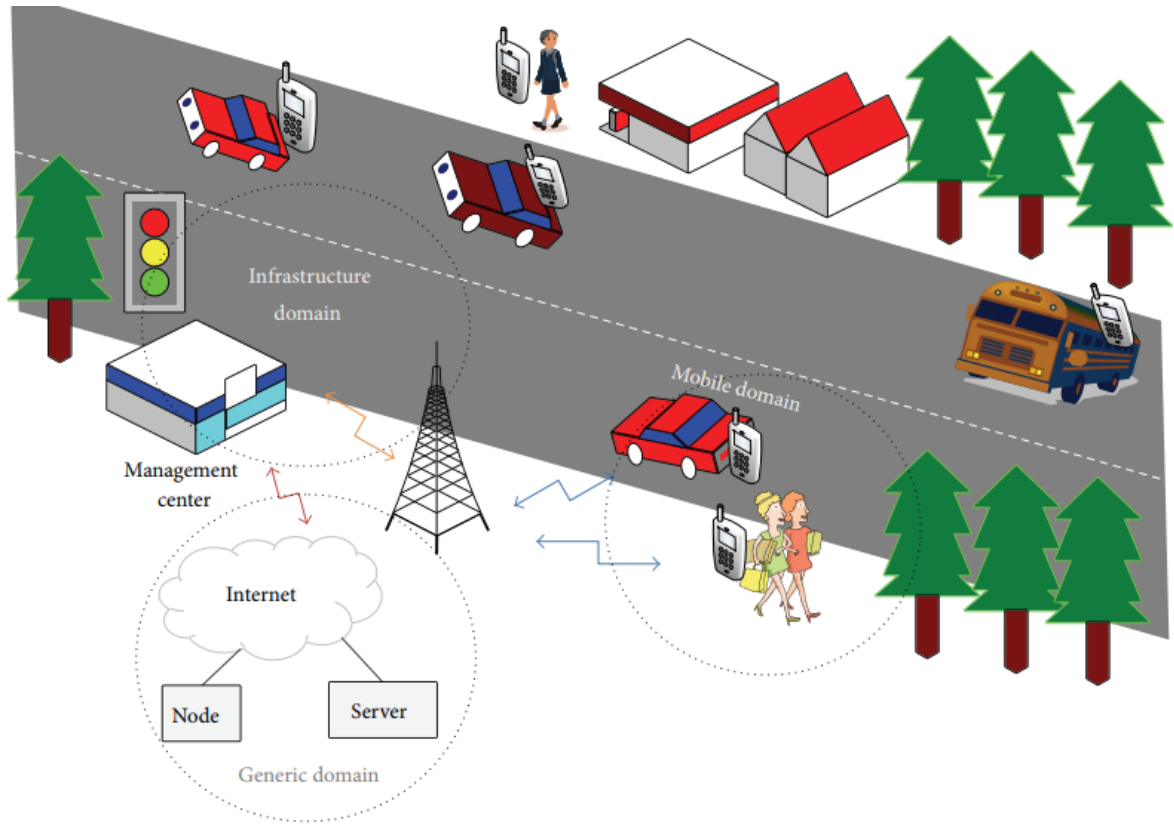 Infrastructure
domain
Mobile domain
Management
center
Internet
Node
Server
Generic domain